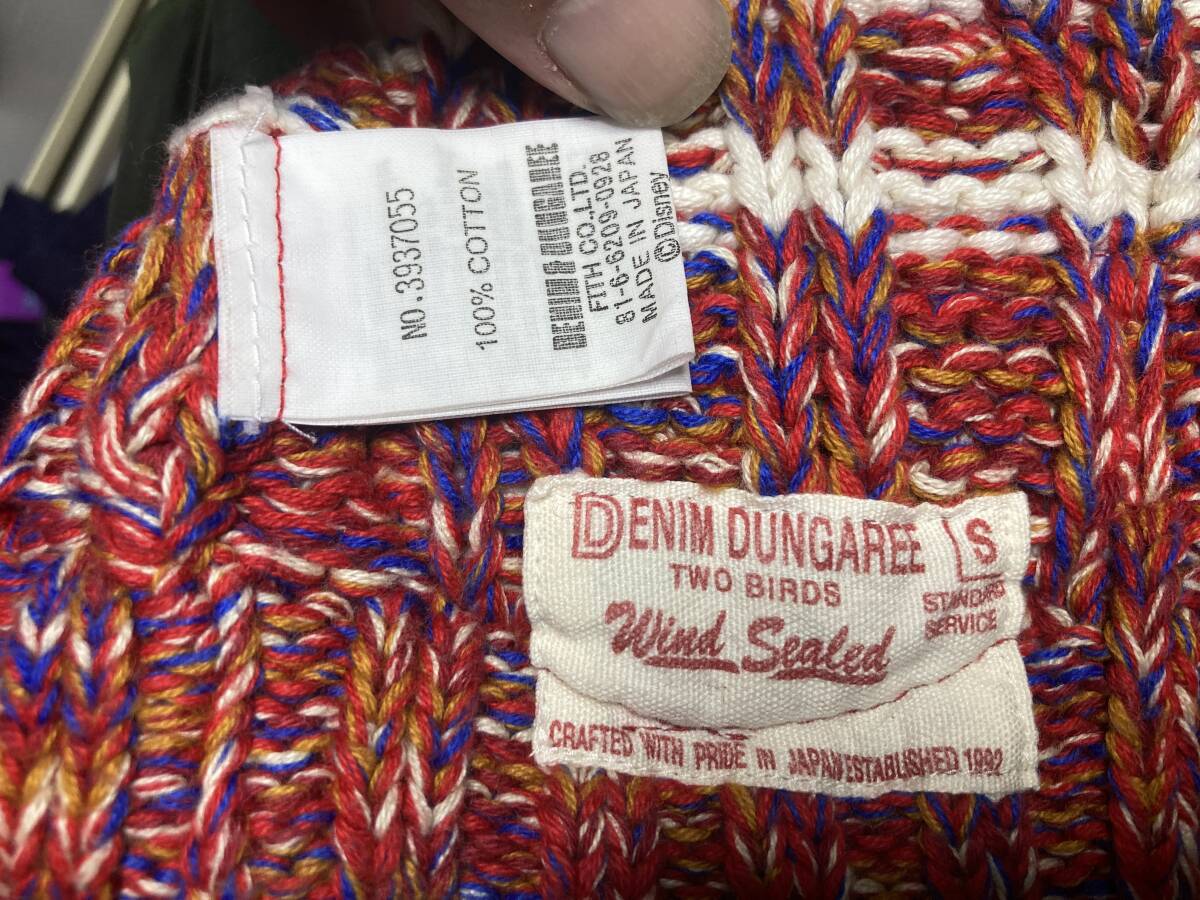 NO.3937055
100% COTTON
DENIM DUNGAREE
FITH CO.,LTD.
81-6-6209-0928
MADE IN JAPAN
©Disney
DENIM DUNGAREE
S
TWO BIRDS
STANDARD
SERVICE
Wind Sealed
CRAFTED WITH PRIDE IN JAPAN ESTABLISHED 1992